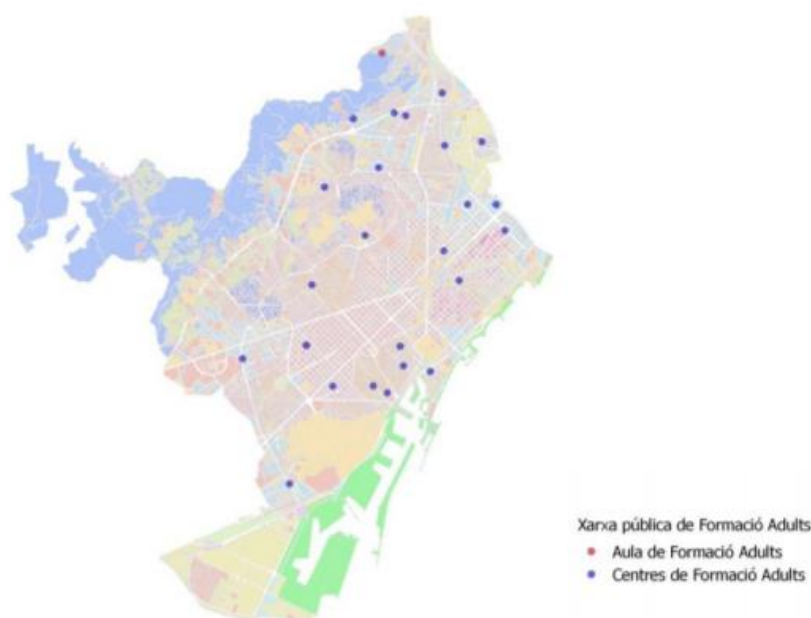 Xarxa pública de Formació Adults
Aula de Formació Adults
Centres de Formació Adults